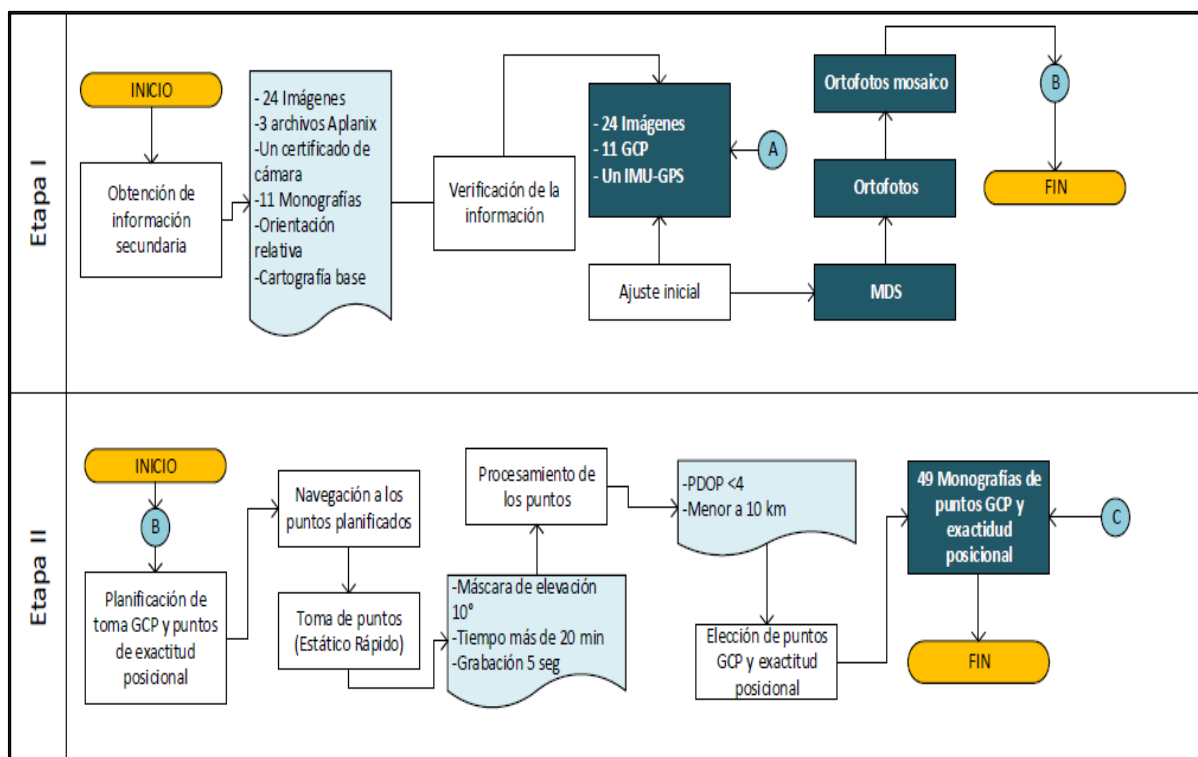 Etapa I
INICIO
Obtención de
información
secundaria
- 24 Imágenes
-3 archivos Aplanix
-Un certificado de
cámara
-11 Monografías
-Orientación
relativa
-Cartografía base
Verificación de la
información
- 24 Imágenes
- 11 GCP
- Un IMU-GPS
A
Ajuste inicial
MDS
Ortofotos
Ortofotos mosaico
B
FIN
Etapa II
INICIO
B
Planificación de
toma GCP y puntos
de exactitud
posicional
Navegación a los
puntos planificados
Toma de puntos
(Estático Rápido)
-Máscara de elevación
10°
-Tiempo más de 20 min
-Grabación 5 seg
Procesamiento de
los puntos
-PDOP <4
-Menor a 10 km
Elección de puntos
GCP y exactitud
posicional
49 Monografías de
puntos GCP y
exactidud
posicional
C
FIN